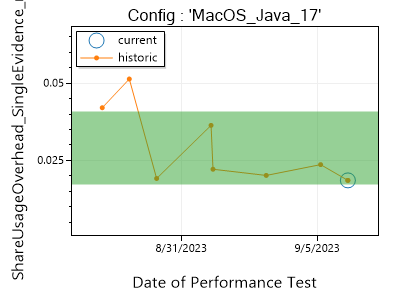 Config : 'MacOS_Java_17'
current
historic
0.05
0.025
8/31/2023
9/5/2023
Date of Performance Test
ShareUsageOverhead_SingleEvidence_